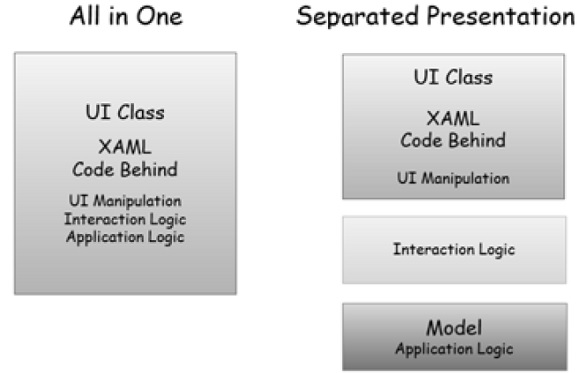 All in One
UI Class
XAML
Code Behind
UI Manipulation
Interaction Logic
Application Logic
Separated Presentation
UI Class
XAML
Code Behind
UI Manipulation
Interaction Logic
Model
Application Logic